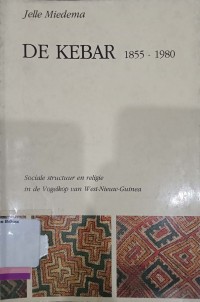 Jelle Miedema
DE KEBAR 1855 - 1980
Sociale structuur en religie
in de Vogelkop van West-Nieuw-Guinea